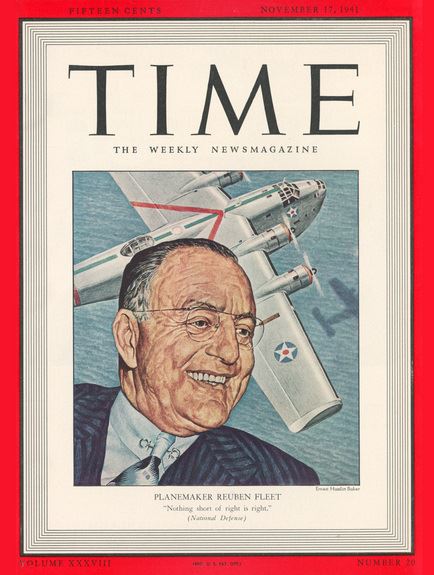 FIFTEEN CENTS NOVEMBER 17, 1941
TIME
THE WEEKLY NEWSMAGAZINE
Ernest Hamlin Baker
PLANEMAKER REUBEN FLEET
"Nothing short of right is right."
(National Defense)
VOLUME XXXVIII (REG. U. S. PAT. OFF.) NUMBER 20